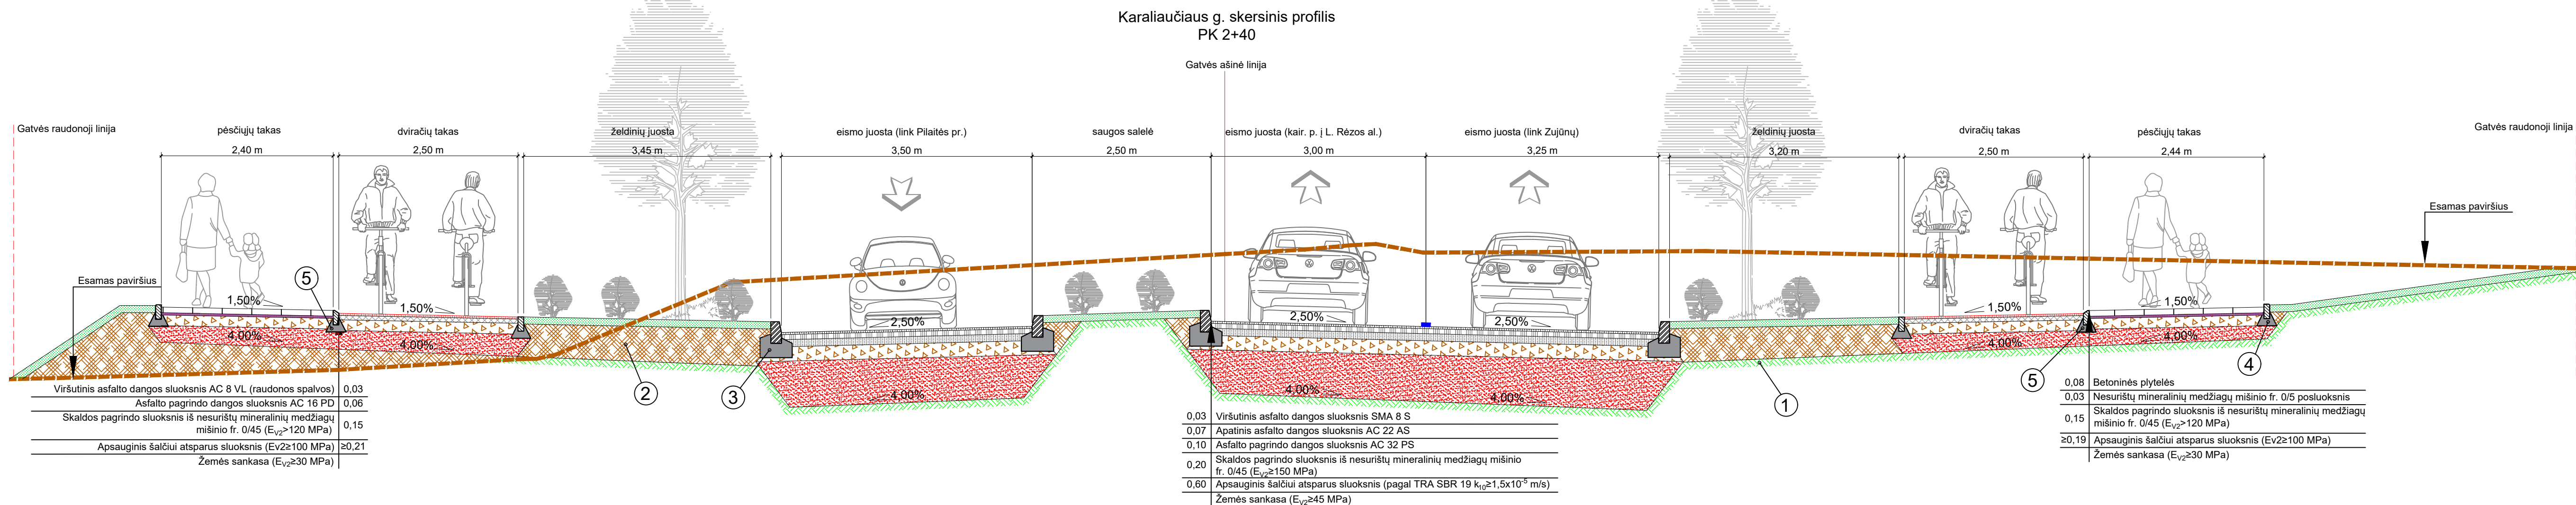 Karaliaučiaus g. skersinis profilis
PK 2+40
Gatvės ašinė linija
Gatvės raudonoji linija
pėsčiųjų takas
dviračių takas
želdinių juosta
eismo juosta (link Pilaitės pr.)
saugos salelė
eismo juosta (kair. p. į L. Rėzos al.)
eismo juosta (link Zujūnų)
želdinių juosta
dviračių takas
pėsčiųjų takas
Gatvės raudonoji linija
2,40 m
2,50 m
3,45 m
3,50 m
2,50 m
3,00 m
3,25 m
3,20 m
2,50 m
2,44 m
Esamas paviršius
Esamas paviršius
5
1,50%
1,50%
2,50%
2,50%
2,50%
1,50%
1,50%
4,00%
4,00%
4,00%
4,00%
4,00%
4,00%
4,00%
2
3
1
5
4
Viršutinis asfalto dangos sluoksnis AC 8 VL (raudonos spalvos) 0,03
Asfalto pagrindo dangos sluoksnis AC 16 PD 0,06
Skaldos pagrindo sluoksnis iš nesurištų mineralinių medžiagų
mišinio fr. 0/45 (EV2>120 MPa) 0,15
Apsauginis šalčiui atsparus sluoksnis (Ev2≥100 MPa) ≥0,21
Žemės sankasa (EV2≥30 MPa)
0,03 Viršutinis asfalto dangos sluoksnis SMA 8 S
0,07 Apatinis asfalto dangos sluoksnis AC 22 AS
0,10 Asfalto pagrindo dangos sluoksnis AC 32 PS
0,20 Skaldos pagrindo sluoksnis iš nesurištų mineralinių medžiagų mišinio
fr. 0/45 (EV2≥150 MPa)
0,60 Apsauginis šalčiui atsparus sluoksnis (pagal TRA SBR 19 k10≥1,5x10-5 m/s)
Žemės sankasa (EV2≥45 MPa)
0,08 Betoninės plytelės
0,03 Nesurištų mineralinių medžiagų mišinio fr. 0/5 posluoksnis
0,15 Skaldos pagrindo sluoksnis iš nesurištų mineralinių medžiagų
mišinio fr. 0/45 (EV2>120 MPa)
≥0,19 Apsauginis šalčiui atsparus sluoksnis (Ev2≥100 MPa)
Žemės sankasa (EV2≥30 MPa)